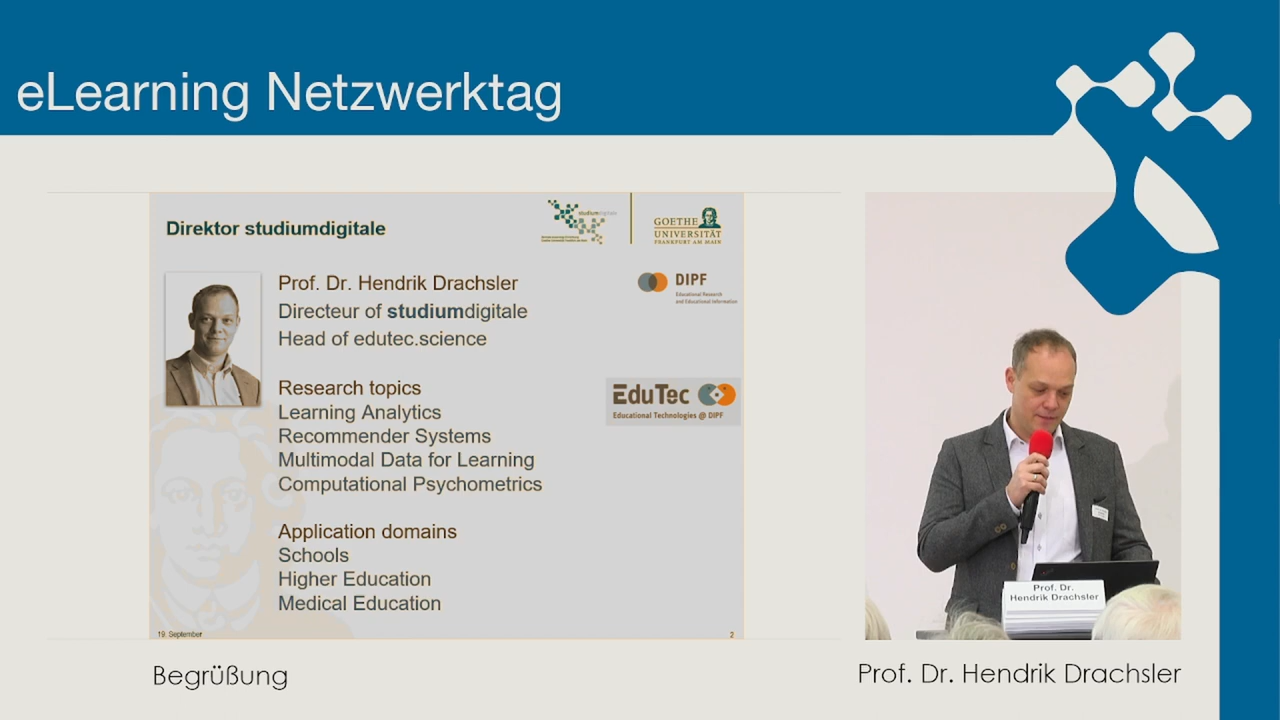 eLearning Netzwerktag
Direktor studiumdigitale
studiumdigitale
GOETHE
UNIVERSITÄT
FRANKFURT AM MAIN
Prof. Dr. Hendrik Drachsler
Directeur of studiumdigitale
Head of edutec.science
DIPF
Educational Research
and Educational Information
Research topics
Learning Analytics
Recommender Systems
Multimodal Data for Learning
Computational Psychometrics
EduTec
Educational Technologies @ DIPF
Application domains
Schools
Higher Education
Medical Education
19. September
2
Prof. Dr.
Hendrik Drachsler
Begrüßung
Prof. Dr. Hendrik Drachsler